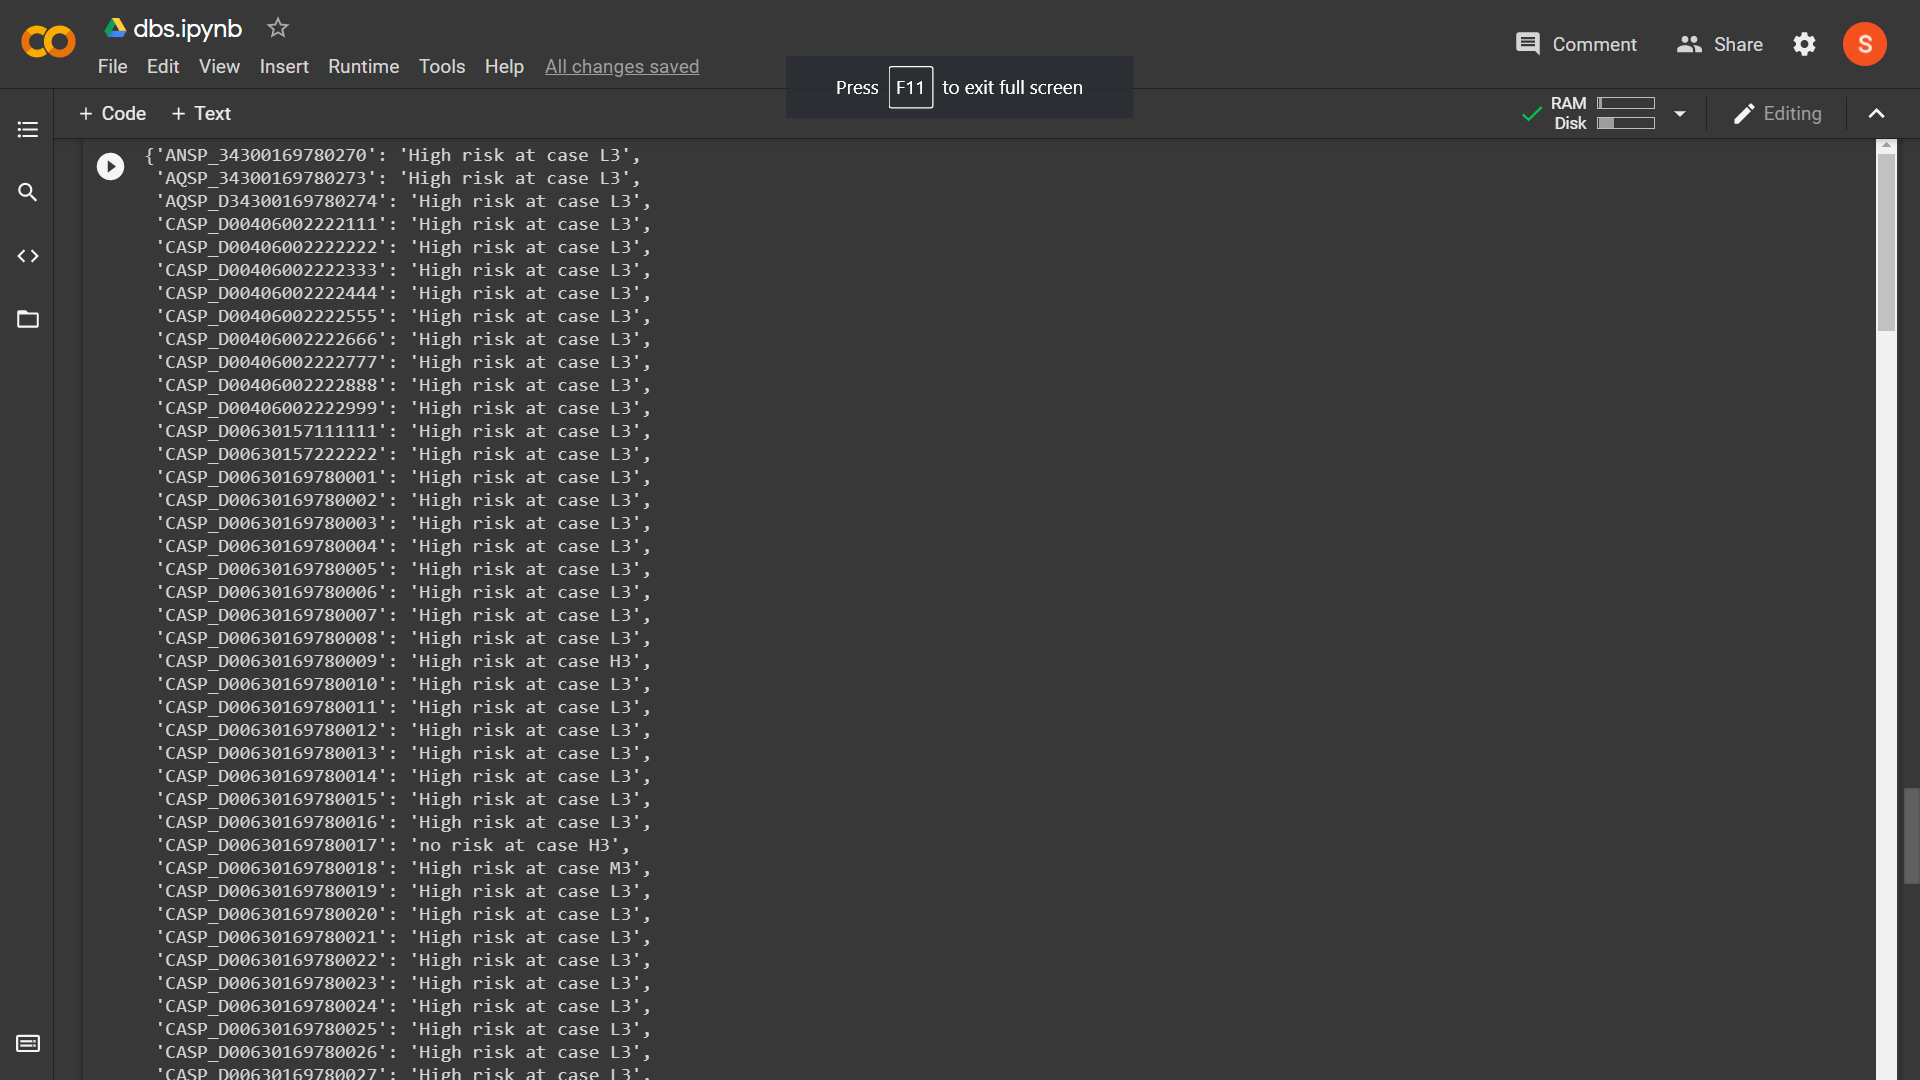 dbs.ipynb
File Edit View Insert Runtime Tools Help All changes saved
Press F11 to exit full screen
Comment Share S
+ Code + Text
RAM
Disk
Editing
{'ANSP_34300169780270': 'High risk at case L3',
'AQSP_34300169780273': 'High risk at case L3',
'AQSP_D34300169780274': 'High risk at case L3',
'CASP_D00406002222111': 'High risk at case L3',
'CASP_D00406002222222': 'High risk at case L3',
'CASP_D00406002222333': 'High risk at case L3',
'CASP_D00406002222444': 'High risk at case L3',
'CASP_D00406002222555': 'High risk at case L3',
'CASP_D00406002222666': 'High risk at case L3',
'CASP_D00406002222777': 'High risk at case L3',
'CASP_D00406002222888': 'High risk at case L3',
'CASP_D00406002222999': 'High risk at case L3',
'CASP_D00630157111111': 'High risk at case L3',
'CASP_D00630157222222': 'High risk at case L3',
'CASP_D00630169780001': 'High risk at case L3',
'CASP_D00630169780002': 'High risk at case L3',
'CASP_D00630169780003': 'High risk at case L3',
'CASP_D00630169780004': 'High risk at case L3',
'CASP_D00630169780005': 'High risk at case L3',
'CASP_D00630169780006': 'High risk at case L3',
'CASP_D00630169780007': 'High risk at case L3',
'CASP_D00630169780008': 'High risk at case L3',
'CASP_D00630169780009': 'High risk at case H3',
'CASP_D00630169780010': 'High risk at case L3',
'CASP_D00630169780011': 'High risk at case L3',
'CASP_D00630169780012': 'High risk at case L3',
'CASP_D00630169780013': 'High risk at case L3',
'CASP_D00630169780014': 'High risk at case L3',
'CASP_D00630169780015': 'High risk at case L3',
'CASP_D00630169780016': 'High risk at case L3',
'CASP_D00630169780017': 'no risk at case H3',
'CASP_D00630169780018': 'High risk at case M3',
'CASP_D00630169780019': 'High risk at case L3',
'CASP_D00630169780020': 'High risk at case L3',
'CASP_D00630169780021': 'High risk at case L3',
'CASP_D00630169780022': 'High risk at case L3',
'CASP_D00630169780023': 'High risk at case L3',
'CASP_D00630169780024': 'High risk at case L3',
'CASP_D00630169780025': 'High risk at case L3',
'CASP_D00630169780026': 'High risk at case L3',
'CASP_D00630169780027': 'High risk at case L3',